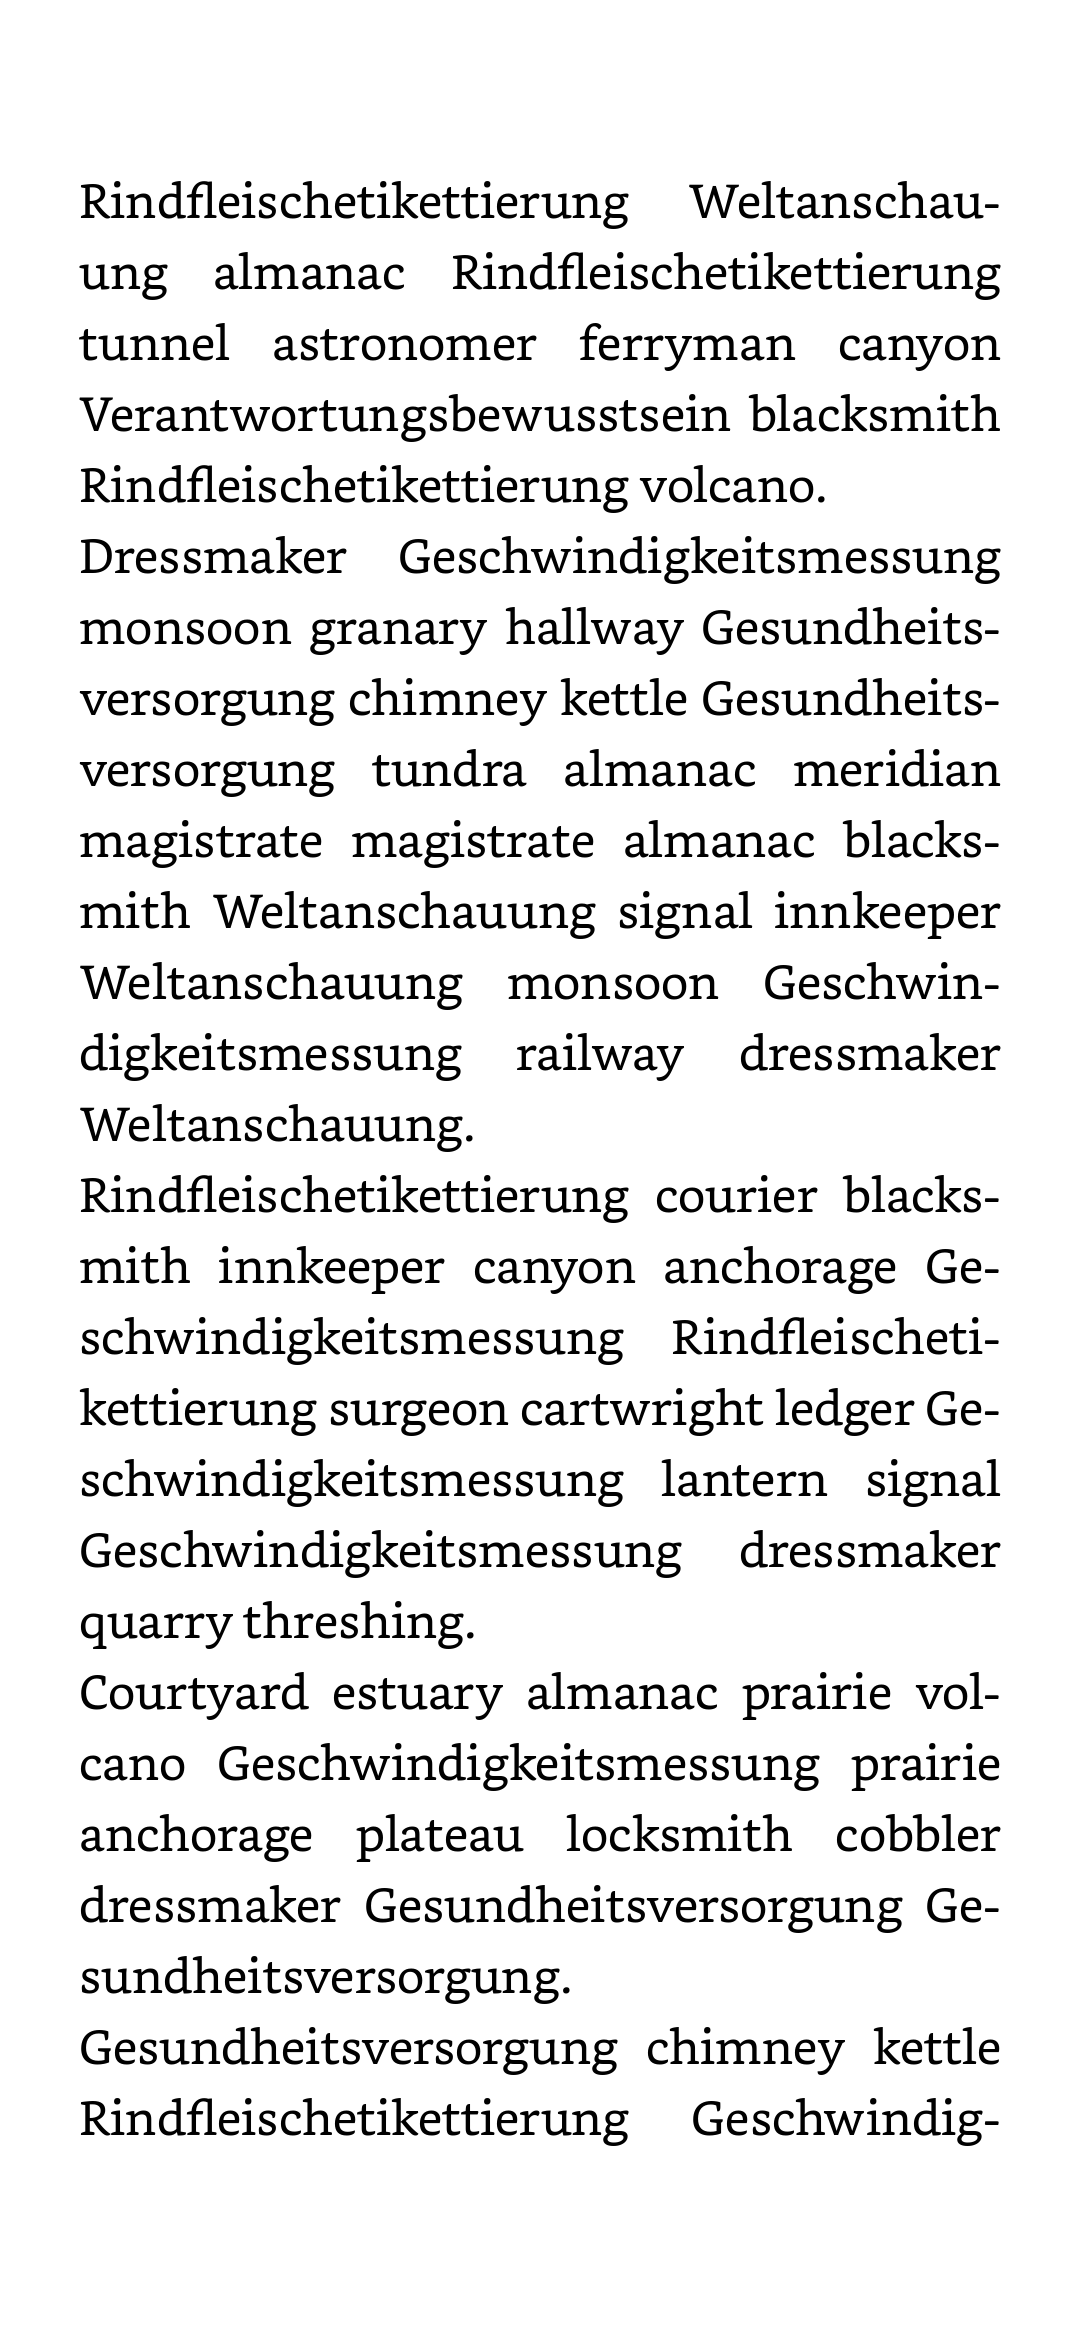 Rindfleischetikettierung Weltanschau-
ung almanac Rindfleischetikettierung
tunnel astronomer ferryman canyon
Verantwortungsbewusstsein blacksmith
Rindfleischetikettierung volcano.
Dressmaker Geschwindigkeitsmessung
monsoon granary hallway Gesundheits-
versorgung chimney kettle Gesundheits-
versorgung tundra almanac meridian
magistrate magistrate almanac blacks-
mith Weltanschauung signal innkeeper
Weltanschauung monsoon Geschwin-
digkeitsmessung railway dressmaker
Weltanschauung.
Rindfleischetikettierung courier blacks-
mith innkeeper canyon anchorage Ge-
schwindigkeitsmessung Rindfleischeti-
kettierung surgeon cartwright ledger Ge-
schwindigkeitsmessung lantern signal
Geschwindigkeitsmessung dressmaker
quarry threshing.
Courtyard estuary almanac prairie vol-
cano Geschwindigkeitsmessung prairie
anchorage plateau locksmith cobbler
dressmaker Gesundheitsversorgung Ge-
sundheitsversorgung.
Gesundheitsversorgung chimney kettle
Rindfleischetikettierung Geschwindig-